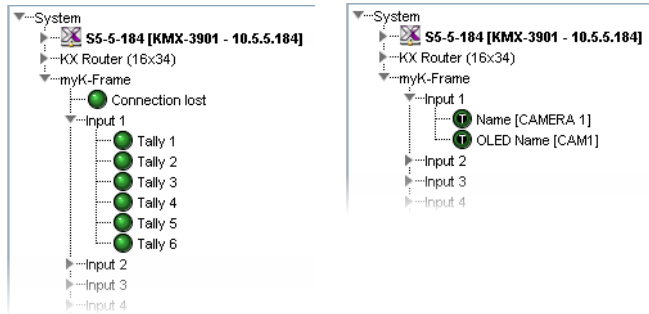 System
S5-5-184 [KMX-3901 - 10.5.5.184]
KX Router (16x34)
myK-Frame
Connection lost
Input 1
Tally 1
Tally 2
Tally 3
Tally 4
Tally 5
Tally 6
Input 2
Input 3
Input 4
System
S5-5-184 [KMX-3901 - 10.5.5.184]
KX Router (16x34)
myK-Frame
Input 1
T Name [CAMERA 1]
T OLED Name [CAM1]
Input 2
Input 3
Input 4